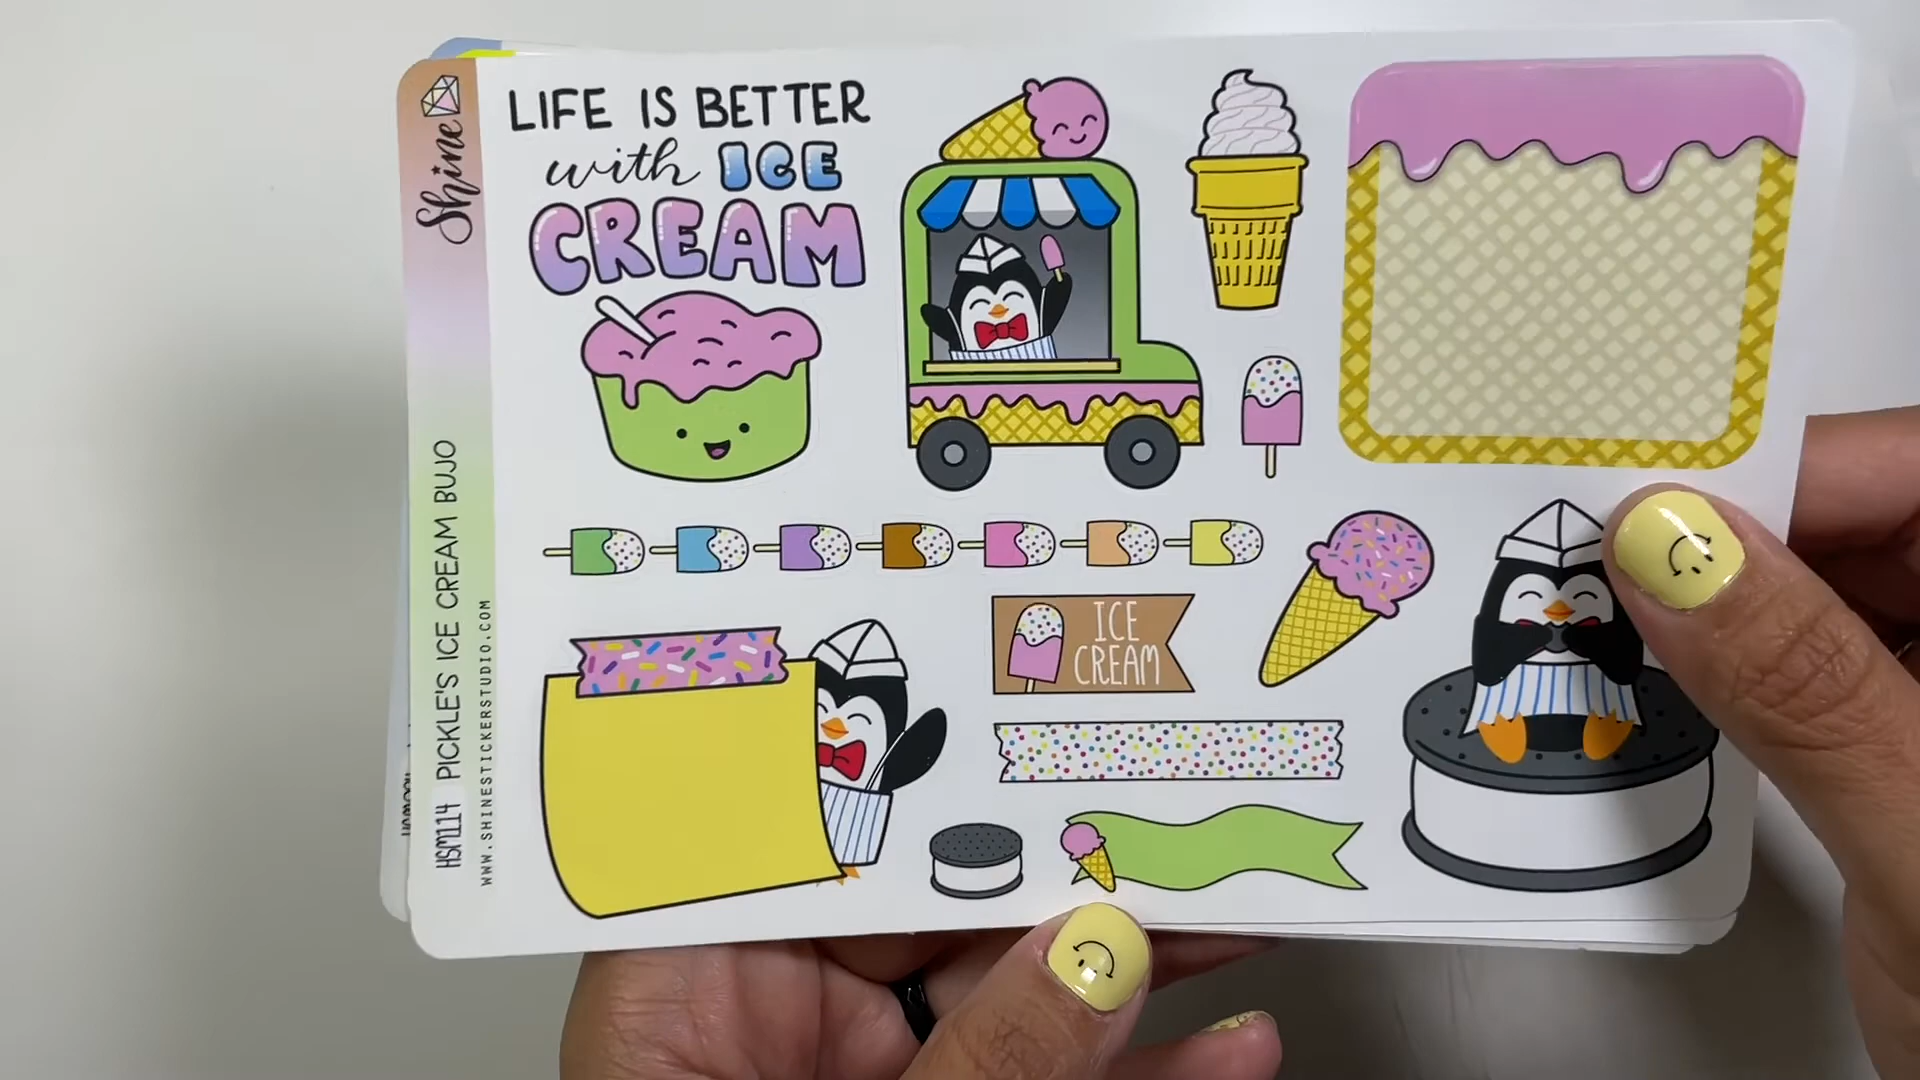 Shine
HSM114 PICKLE'S ICE CREAM BUJO
WWW.SHINESTICKERSTUDIO.COM
LIFE IS BETTER
with ICE
CREAM
ICE
CREAM